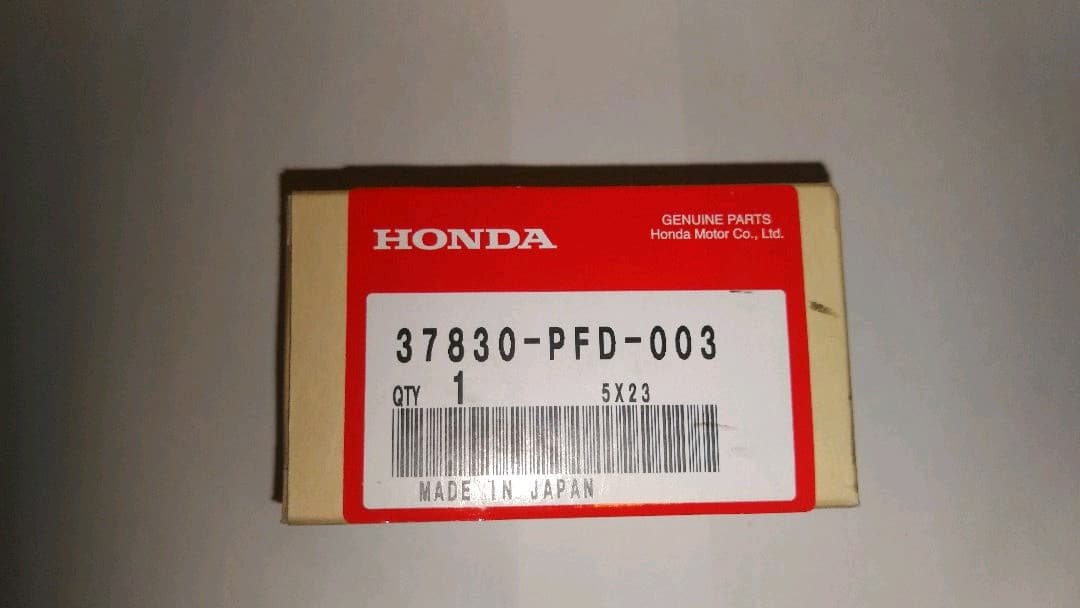 HONDA
GENUINE PARTS
Honda Motor Co., Ltd.
37830-PFD-003
QTY 1 5X23
MADE IN JAPAN